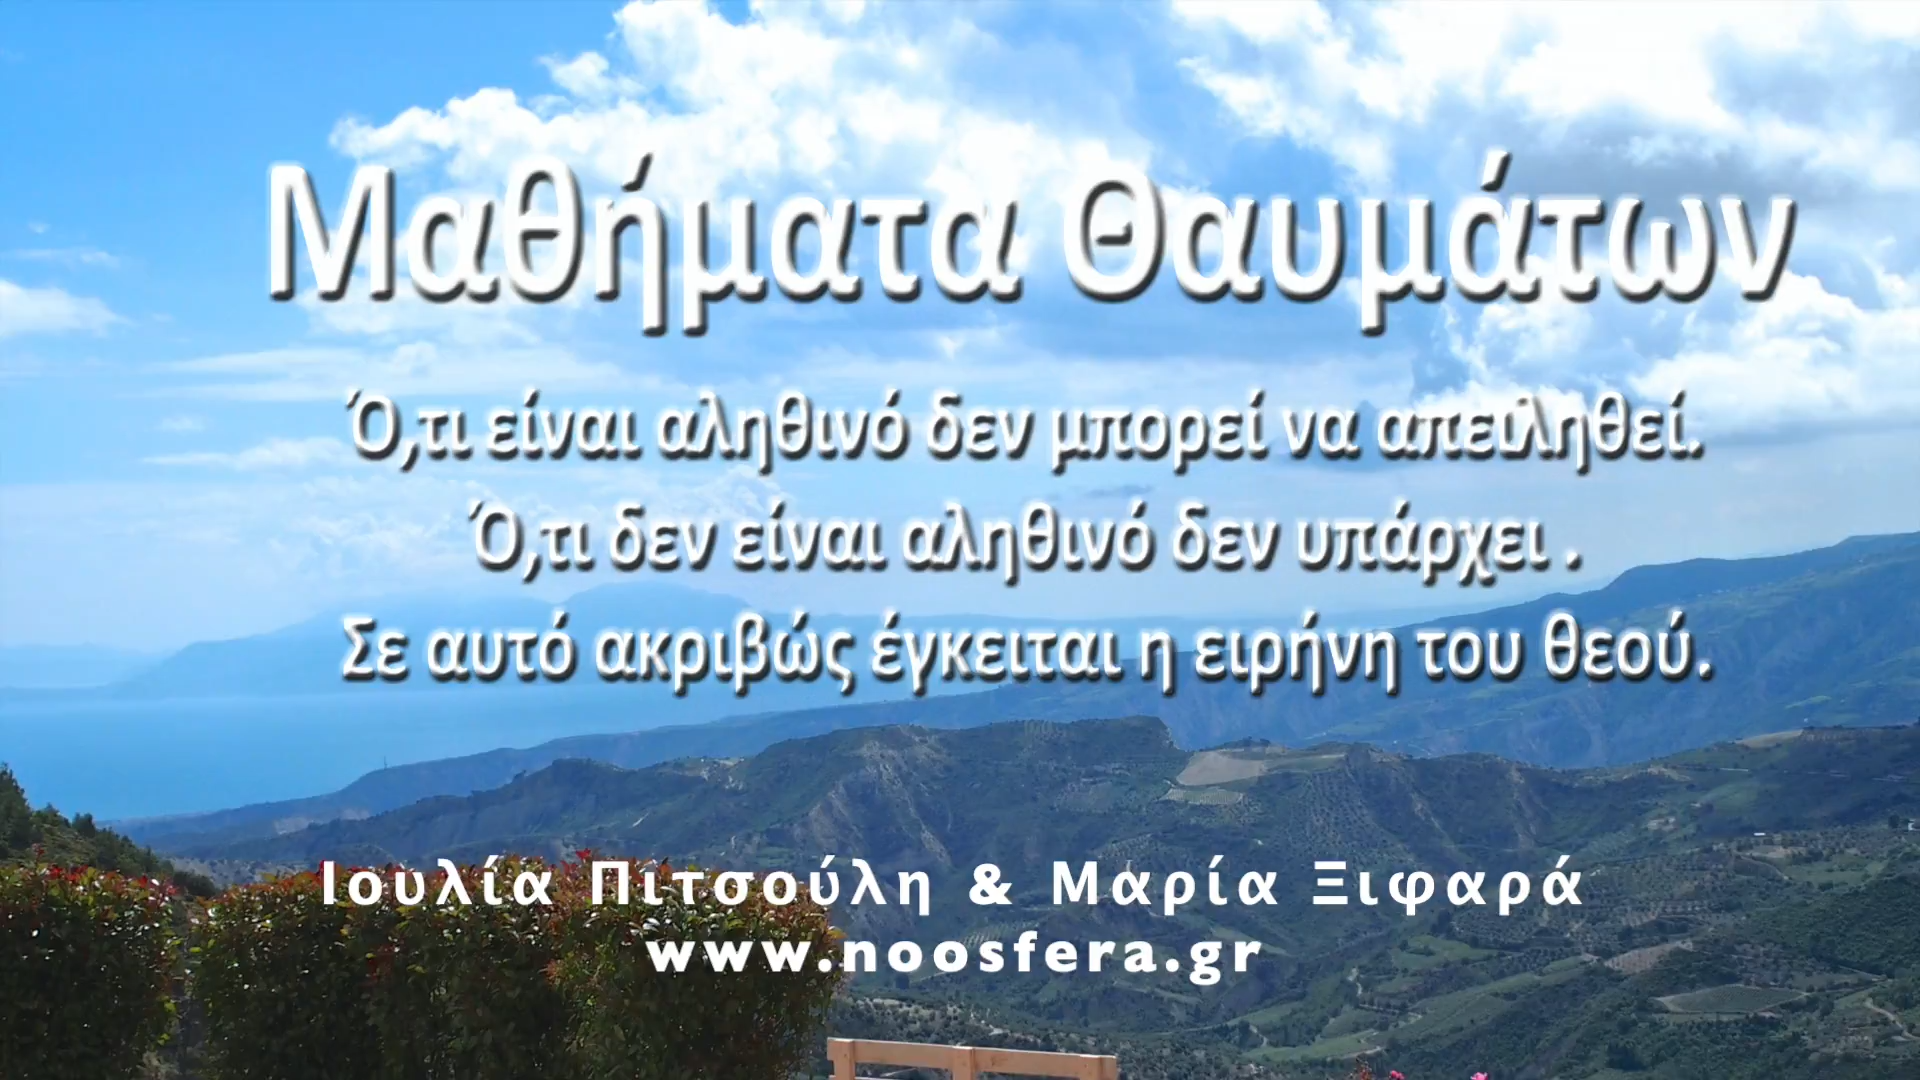 Μαθήματα Θαυμάτων
Ό,τι είναι αληθινό δεν μπορεί να απειληθεί.
Ό,τι δεν είναι αληθινό δεν υπάρχει .
Σε αυτό ακριβώς έγκειται η ειρήνη του θεού.
Ιουλία Πιτσούλη & Μαρία Ξιφαρά
www.noosfera.gr